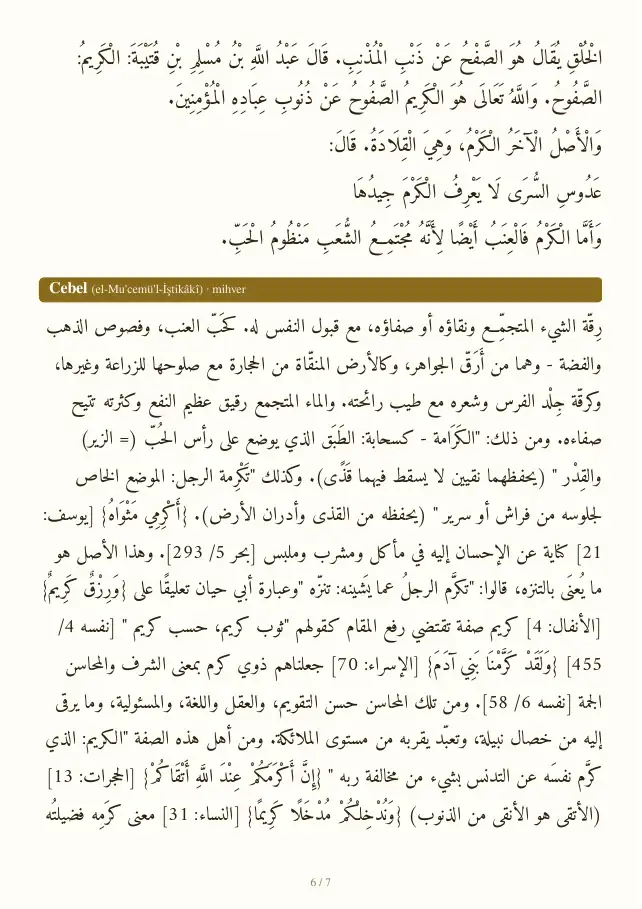 الْخُلْقِ يُقَالُ هُوَ الصَّفْحُ عَنْ ذَنْبِ الْمُذْنِبِ. قَالَ عَبْدُ اللَّهِ بْنُ مُسْلِمِ بْنِ قُتَيْبَةَ: الْكَرِيمُ:
الصَّفُوحُ. وَاللَّهُ تَعَالَى هُوَ الْكَرِيمُ الصَّفُوحُ عَنْ ذُنُوبِ عِبَادِهِ الْمُؤْمِنِينَ.
وَالْأَصْلُ الْآخَرُ الْكَرْمُ، وَهِيَ الْقِلَادَةُ. قَالَ:
عَدُوسِ السُّرَى لَا يَعْرِفُ الْكَرْمَ جِيدُهَا
وَأَمَّا الْكَرْمُ فَالْعِنَبُ أَيْضًا لِأَنَّهُ مُجْتَمِعُ الشُّعَبِ مَنْظُومُ الْحَبِّ.
Cebel (el-Mu'cemü'l-İştikâkî) · mihver
رِقّة الشيء المتجمِّع ونقاؤه أو صفاؤه، مع قبول النفس له. كحَبّ العنب، وفصوص الذهب
والفضة - وهما من أَرَقّ الجواهر، وكالأرض المنقّاة من الحجارة مع صلوحها للزراعة وغيرها،
وكرقّة جِلْد الفرس وشعره مع طيب رائحته. والماء المتجمع رقيق عظيم النفع وكثرته تتيح
صفاءه. ومن ذلك: "الكَرَامة - كسحابة: الطَبَق الذي يوضع على رأس الحُبّ (= الزير)
والقِدْر " (يحفظهما نقيين لا يسقط فيهما قَذًى). وكذلك "تَكْرِمة الرجل: الموضع الخاص
لجلوسه من فراش أو سرير " (يحفظه من القذى وأدران الأرض). {أَكْرِمِي مَثْوَاهُ} [يوسف:
21] كناية عن الإحسان إليه في مأكل ومشرب وملبس [بحر 5/ 293]. وهذا الأصل هو
ما يُعنَى بالتنزه، قالوا: "تكرَّم الرجلُ عما يَشينه: تنزّه "وعبارة أبي حيان تعليقًا على {وَرِزْقٌ كَرِيمٌ}
[الأنفال: 4] كريم صفة تقتضي رفع المقام كقولهم "ثوب كريم، حسب كريم " [نفسه 4/
455] {وَلَقَدْ كَرَّمْنَا بَنِي آدَمَ} [الإسراء: 70] جعلناهم ذوي كرم بمعنى الشرف والمحاسن
الجمة [نفسه 6/ 58]. ومن تلك المحاسن حسن التقويم، والعقل واللغة، والمسئولية، وما يرقى
إليه من خصال نبيلة، وتعبّد يقربه من مستوى الملائكة. ومن أهل هذه الصفة "الكريم: الذي
كرَّم نفسَه عن التدنس بشيء من مخالفة ربه " {إِنَّ أَكْرَمَكُمْ عِنْدَ اللَّهِ أَتْقَاكُمْ} [الحجرات: 13]
(الأتقى هو الأنقى من الذنوب) {وَنُدْخِلْكُمْ مُدْخَلًا كَرِيمًا} [النساء: 31] معنى كرَمِه فضيلتُه
6 / 7